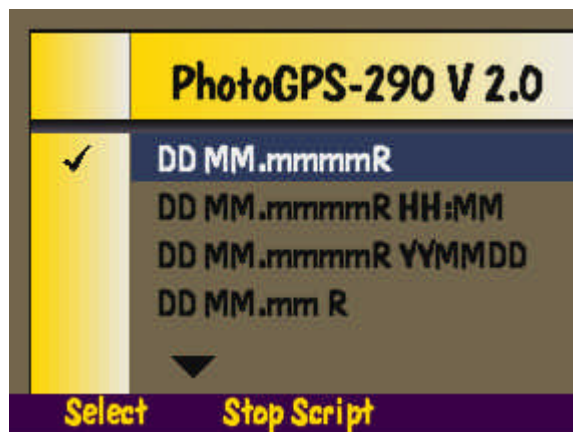 PhotoGPS-290 V 2.0
DD MM.mmmmR
DD MM.mmmmR HH:MM
DD MM.mmmmR YYMMDD
DD MM.mm R
Select Stop Script